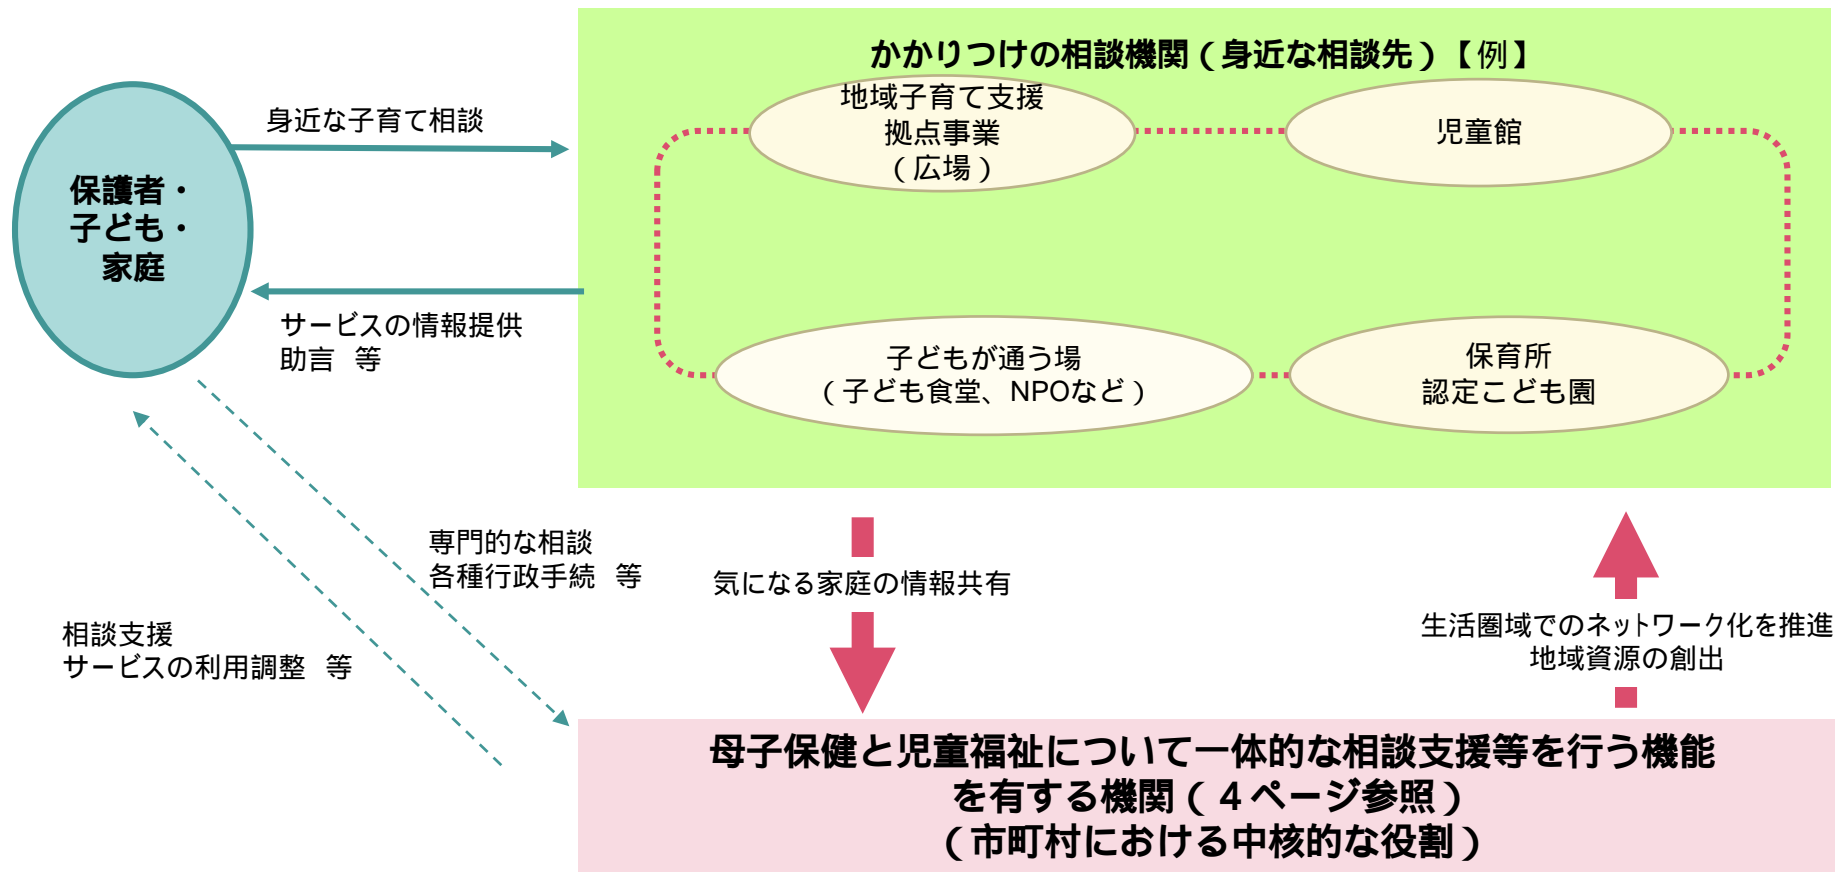 かかりつけの相談機関(身近な相談先)【例】
地域子育て支援
拠点事業
(広場)
児童館
身近な子育て相談
保護者・
子ども・
家庭
サービスの情報提供
助言 等
子どもが通う場
(子ども食堂、NPOなど)
保育所
認定こども園
専門的な相談
各種行政手続 等
気になる家庭の情報共有
生活圏域でのネットワーク化を推進
地域資源の創出
相談支援
サービスの利用調整 等
母子保健と児童福祉について一体的な相談支援等を行う機能
を有する機関(4ページ参照)
(市町村における中核的な役割)